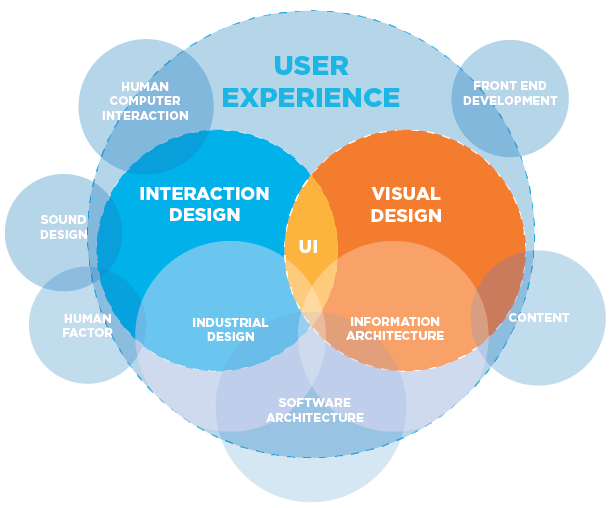 USER
EXPERIENCE
HUMAN
COMPUTER
INTERACTION
FRONT END
DEVELOPMENT
INTERACTION
DESIGN
VISUAL
DESIGN
UI
SOUND
DESIGN
HUMAN
FACTOR
INDUSTRIAL
DESIGN
INFORMATION
ARCHITECTURE
CONTENT
SOFTWARE
ARCHITECTURE